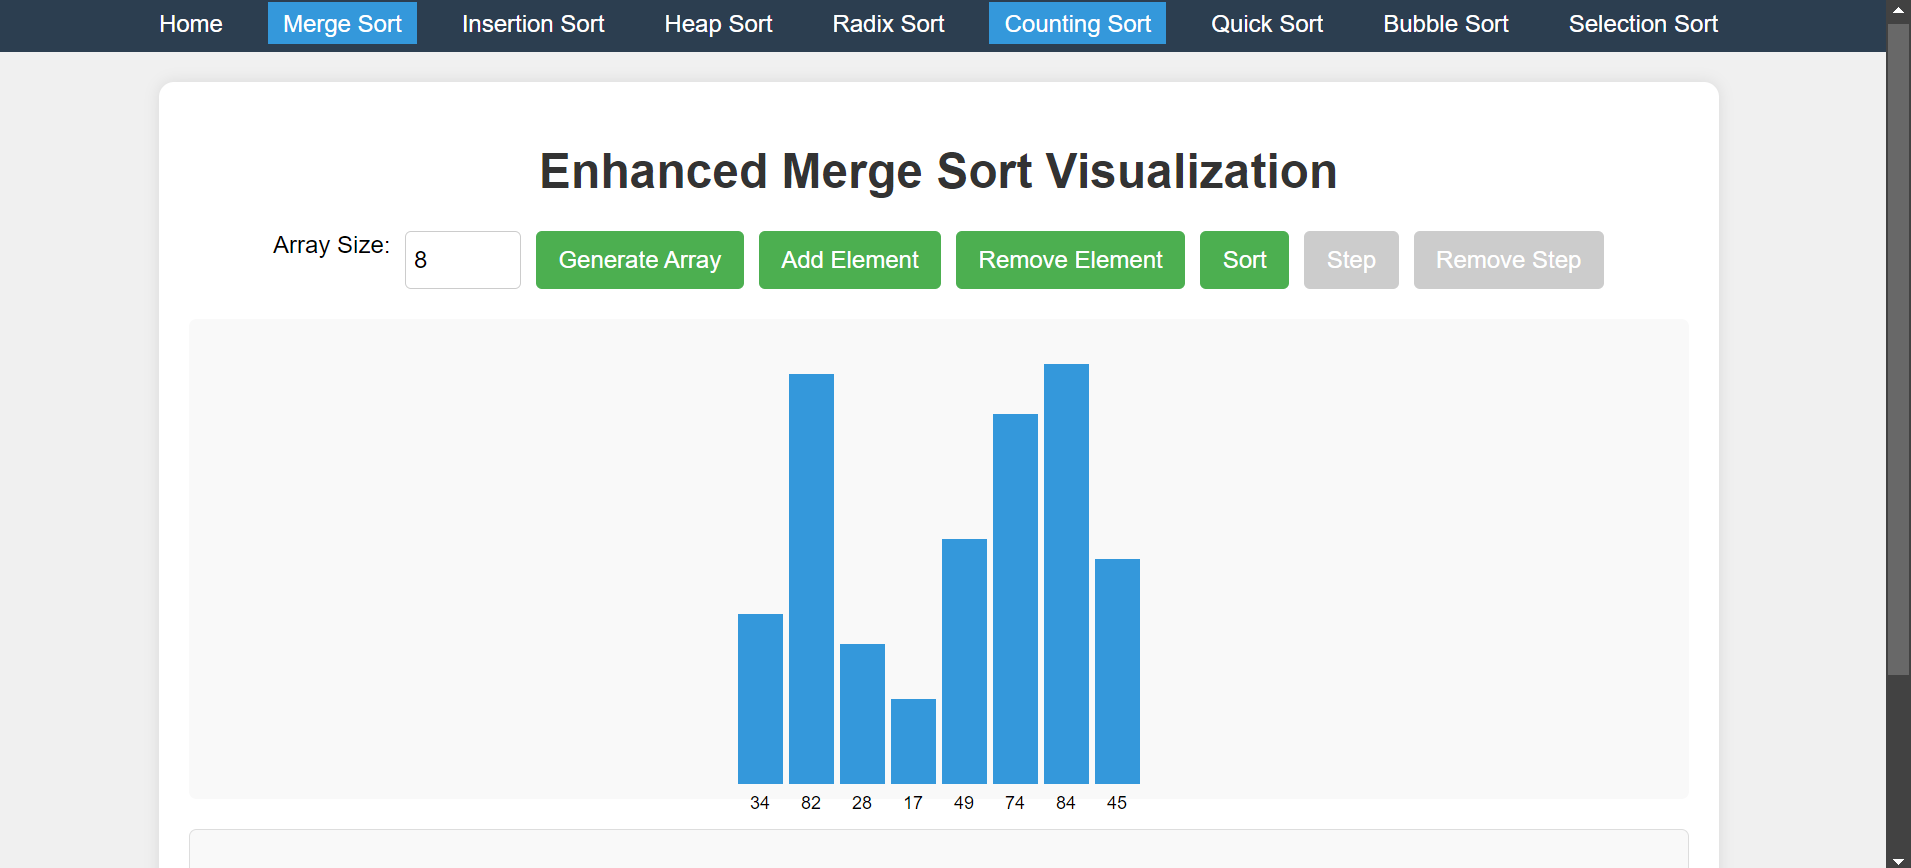 Home Merge Sort Insertion Sort Heap Sort Radix Sort Counting Sort Quick Sort Bubble Sort Selection Sort
Enhanced Merge Sort Visualization
Array Size: 8 Generate Array Add Element Remove Element Sort Step Remove Step
34 82 28 17 49 74 84 45